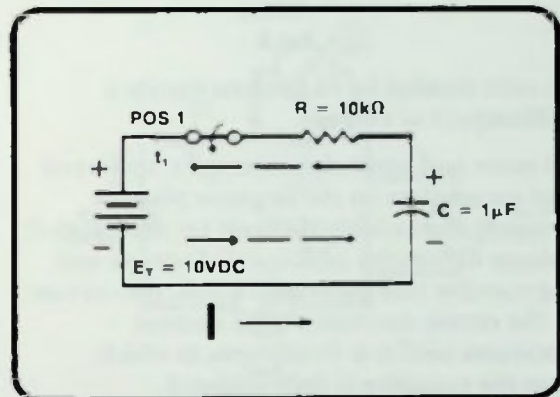 POS 1
R = 10kΩ
t₁
+
+
C = 1μF
−
−
E_T = 10VDC
I